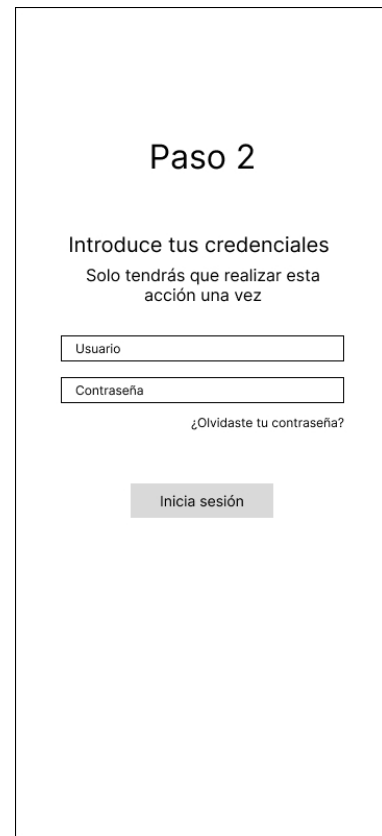 Paso 2
Introduce tus credenciales
Solo tendrás que realizar esta
acción una vez
Usuario
Contraseña
¿Olvidaste tu contraseña?
Inicia sesión